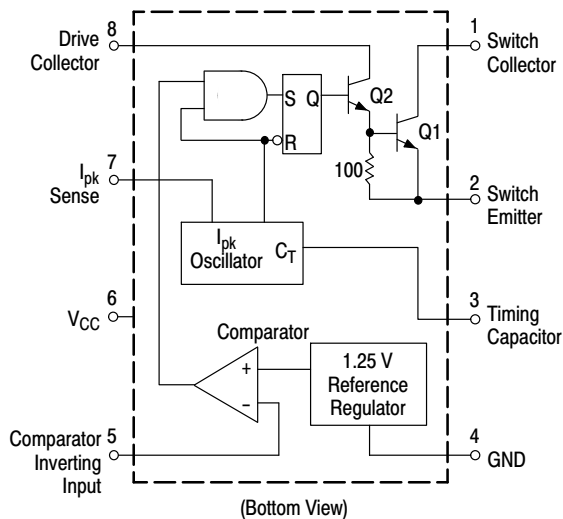 8
Drive
Collector
1
Switch
Collector
S
Q
Q2
R
Q1
7
Ipk
Sense
100
2
Switch
Emitter
Ipk
Oscillator
CT
6
VCC
3
Timing
Capacitor
Comparator
+
–
1.25 V
Reference
Regulator
5
Comparator
Inverting
Input
4
GND
(Bottom View)